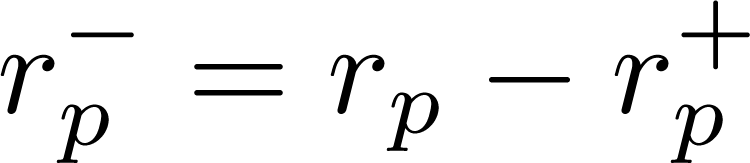 $r_p^- = r_p - r_p^+$